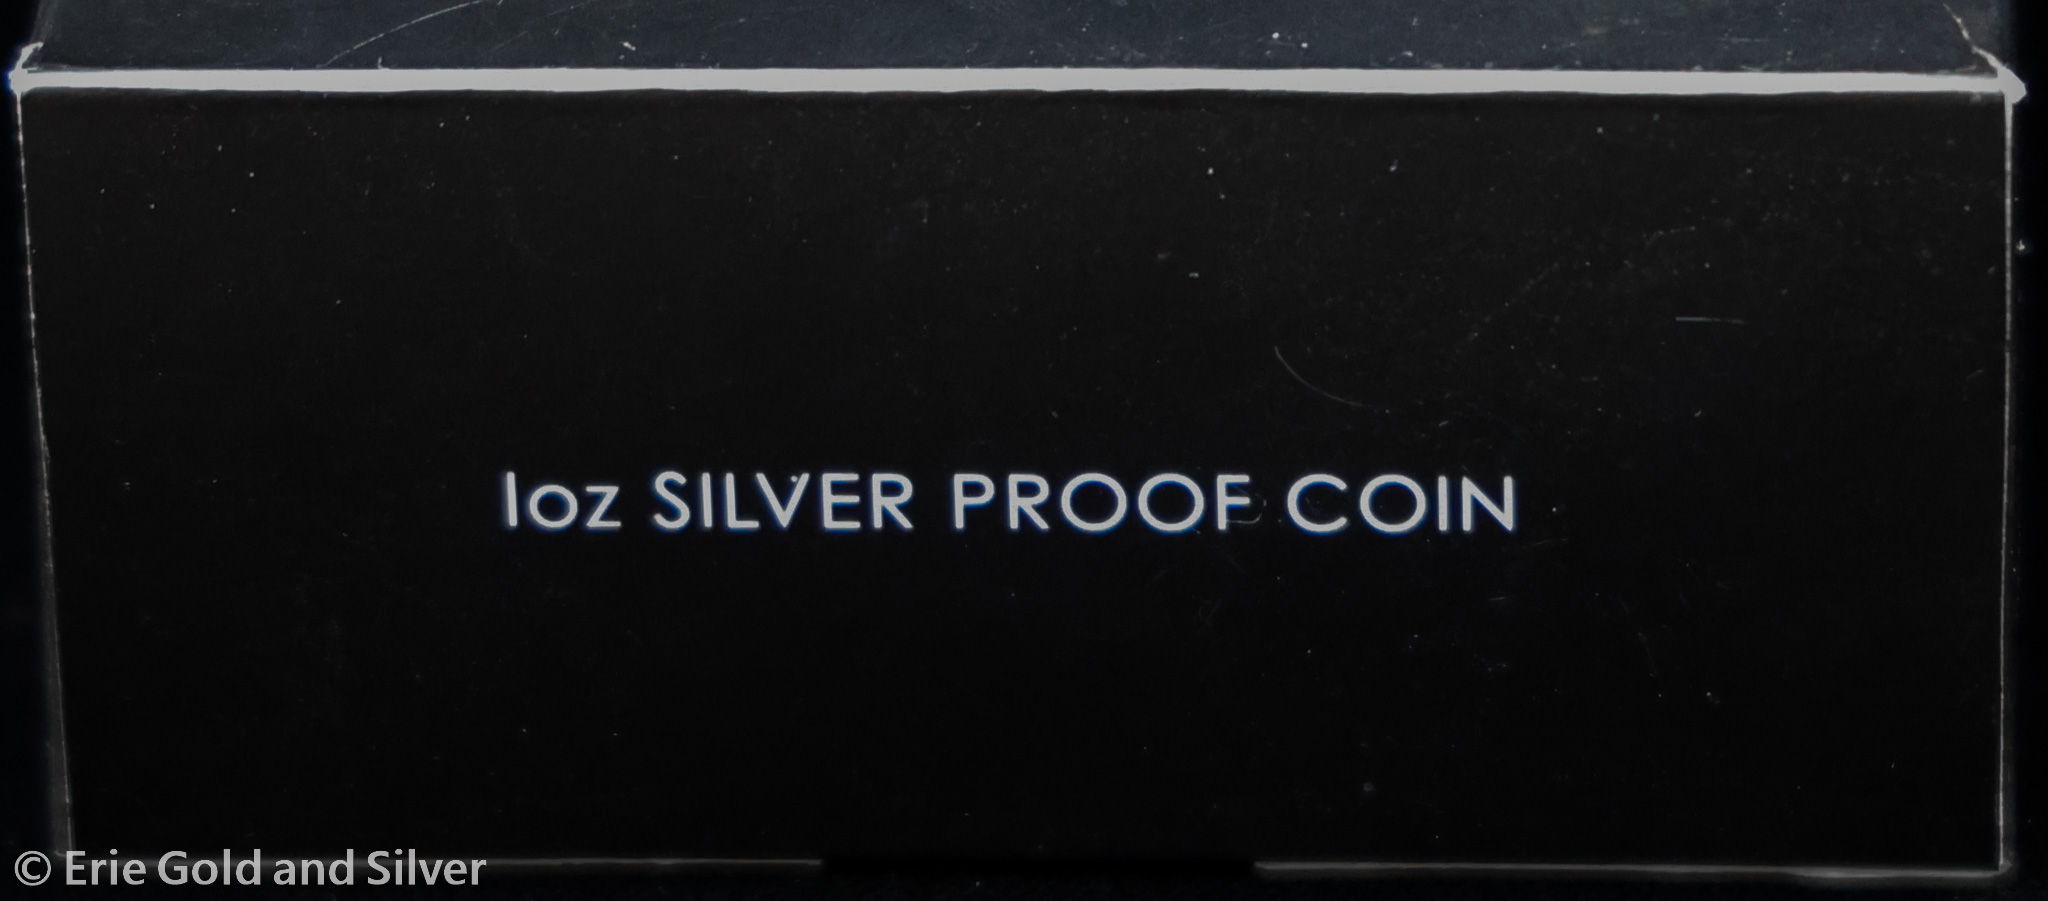 1oz SILVER PROOF COIN
© Erie Gold and Silver